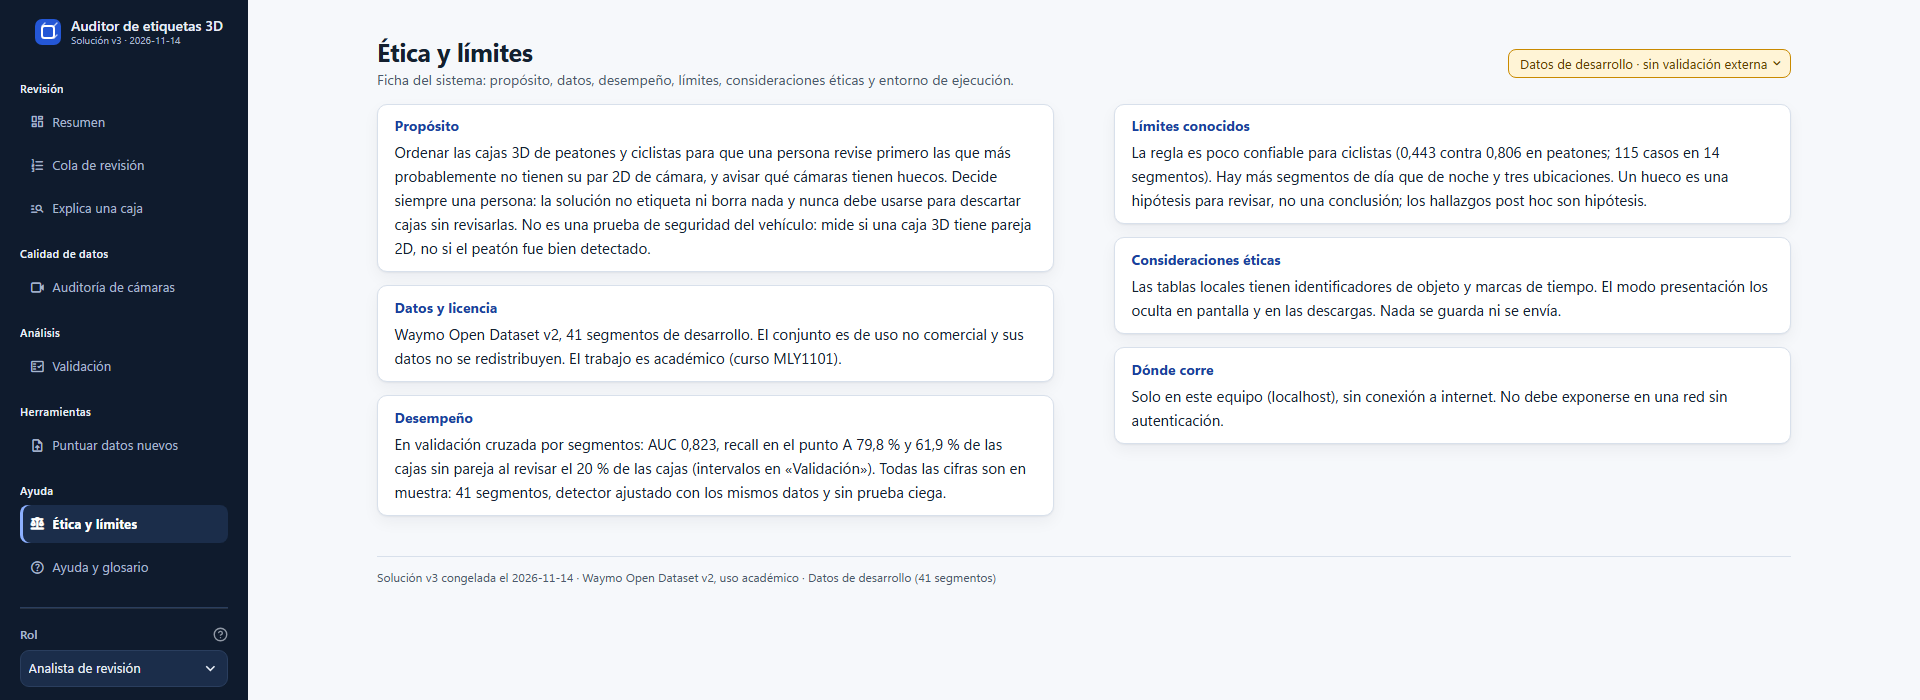 Auditor de etiquetas 3D
Solución v3 · 2026-11-14
Revisión
Resumen
Cola de revisión
Explica una caja
Calidad de datos
Auditoría de cámaras
Análisis
Validación
Herramientas
Puntuar datos nuevos
Ayuda
Ética y límites
Ayuda y glosario
Rol
Analista de revisión
Ética y límites
Ficha del sistema: propósito, datos, desempeño, límites, consideraciones éticas y entorno de ejecución.
Datos de desarrollo · sin validación externa
Propósito
Ordenar las cajas 3D de peatones y ciclistas para que una persona revise primero las que más
probablemente no tienen su par 2D de cámara, y avisar qué cámaras tienen huecos. Decide
siempre una persona: la solución no etiqueta ni borra nada y nunca debe usarse para descartar
cajas sin revisarlas. No es una prueba de seguridad del vehículo: mide si una caja 3D tiene pareja
2D, no si el peatón fue bien detectado.
Datos y licencia
Waymo Open Dataset v2, 41 segmentos de desarrollo. El conjunto es de uso no comercial y sus
datos no se redistribuyen. El trabajo es académico (curso MLY1101).
Desempeño
En validación cruzada por segmentos: AUC 0,823, recall en el punto A 79,8 % y 61,9 % de las
cajas sin pareja al revisar el 20 % de las cajas (intervalos en «Validación»). Todas las cifras son en
muestra: 41 segmentos, detector ajustado con los mismos datos y sin prueba ciega.
Límites conocidos
La regla es poco confiable para ciclistas (0,443 contra 0,806 en peatones; 115 casos en 14
segmentos). Hay más segmentos de día que de noche y tres ubicaciones. Un hueco es una
hipótesis para revisar, no una conclusión; los hallazgos post hoc son hipótesis.
Consideraciones éticas
Las tablas locales tienen identificadores de objeto y marcas de tiempo. El modo presentación los
oculta en pantalla y en las descargas. Nada se guarda ni se envía.
Dónde corre
Solo en este equipo (localhost), sin conexión a internet. No debe exponerse en una red sin
autenticación.
Solución v3 congelada el 2026-11-14 · Waymo Open Dataset v2, uso académico · Datos de desarrollo (41 segmentos)